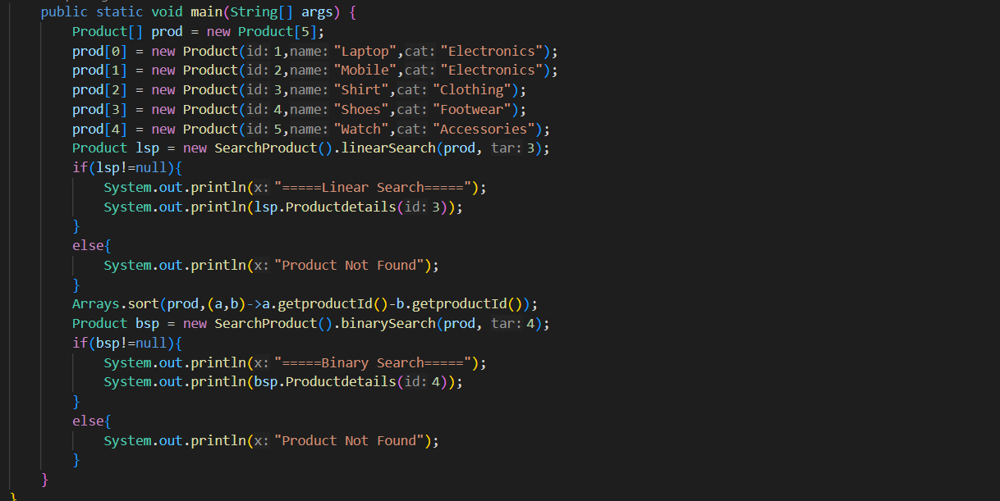 public static void main(String[] args) {
Product[] prod = new Product[5];
prod[0] = new Product(id: 1,name: "Laptop",cat: "Electronics");
prod[1] = new Product(id: 2,name: "Mobile",cat: "Electronics");
prod[2] = new Product(id: 3,name: "Shirt",cat: "Clothing");
prod[3] = new Product(id: 4,name: "Shoes",cat: "Footwear");
prod[4] = new Product(id: 5,name: "Watch",cat: "Accessories");
Product lsp = new SearchProduct().linearSearch(prod, tar: 3);
if(lsp!=null){
System.out.println(x: "=====Linear Search=====");
System.out.println(lsp.Productdetails(id: 3));
}
else{
System.out.println(x: "Product Not Found");
}
Arrays.sort(prod,(a,b)->a.getproductId()-b.getproductId());
Product bsp = new SearchProduct().binarySearch(prod, tar: 4);
if(bsp!=null){
System.out.println(x: "=====Binary Search=====");
System.out.println(bsp.Productdetails(id: 4));
}
else{
System.out.println(x: "Product Not Found");
}
}
}